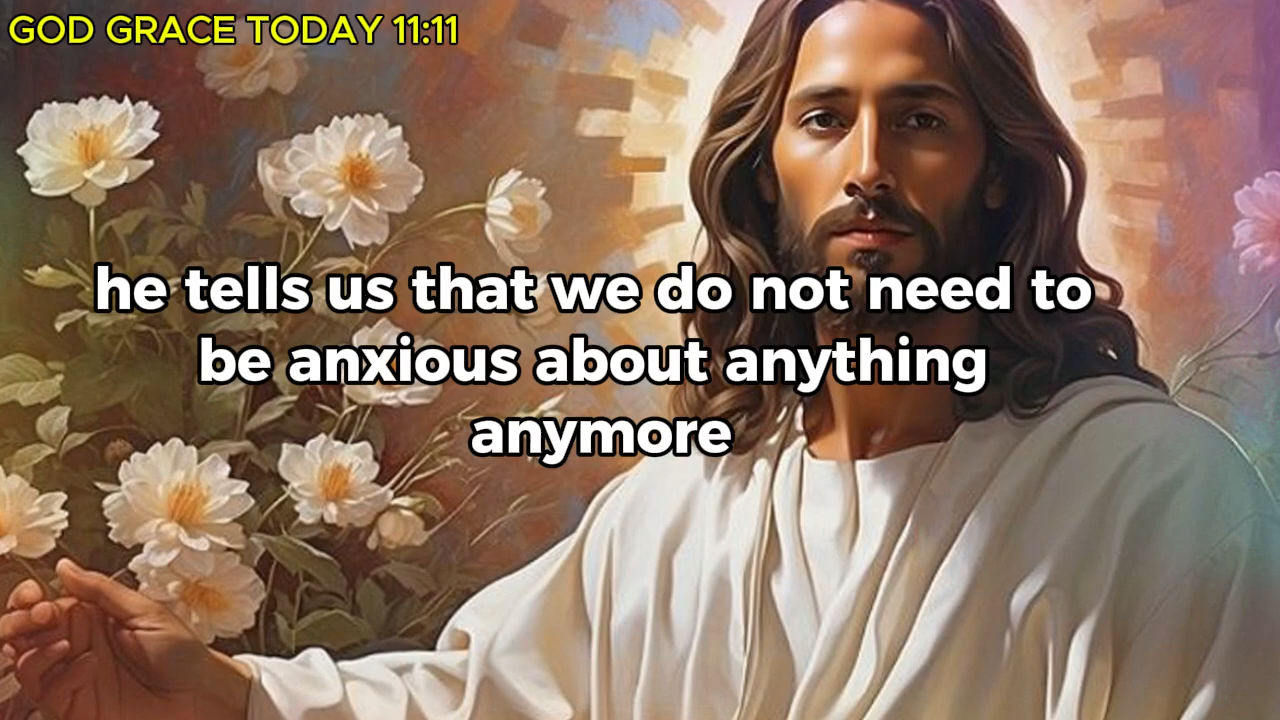 GOD GRACE TODAY 11:11
he tells us that we do not need to
be anxious about anything
anymore